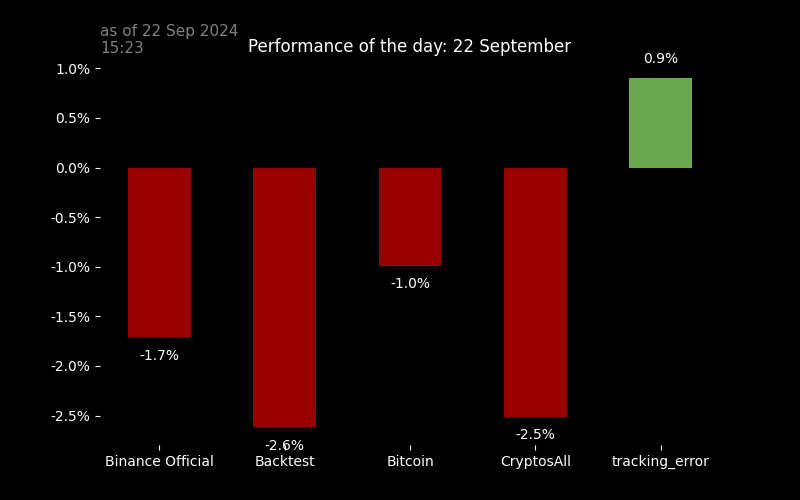 as of 22 Sep 2024
15:23
Performance of the day: 22 September
0.9%
1.0%
0.5%
0.0%
-0.5%
-1.0%
-1.0%
-1.5%
-1.7%
-2.0%
-2.5%
-2.5%
-2.6%
Binance Official
Backtest
Bitcoin
CryptosAll
tracking_error